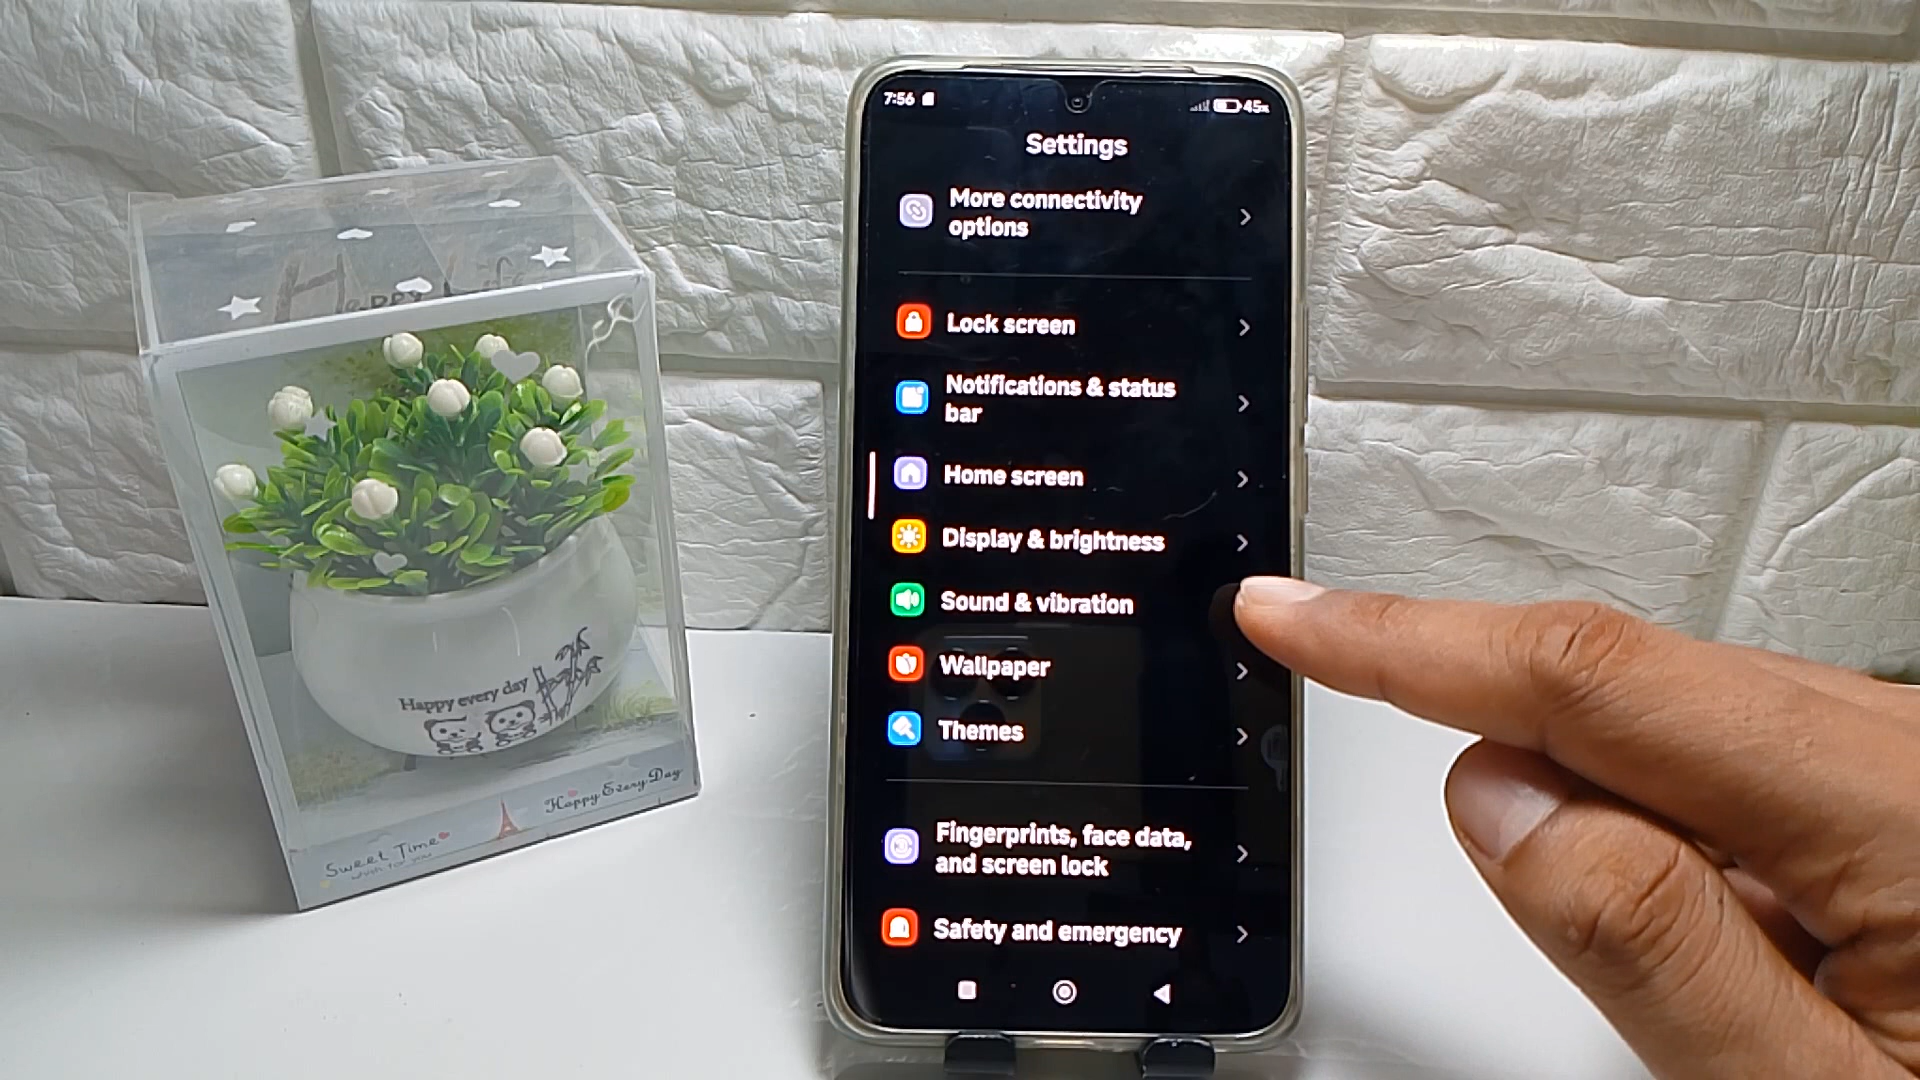 7:56
45%
Settings
More connectivity
options
Lock screen
Notifications & status
bar
Home screen
Display & brightness
Sound & vibration
Wallpaper
Themes
Fingerprints, face data,
and screen lock
Safety and emergency
Happy every day
Happy Every Day
Sweet Time